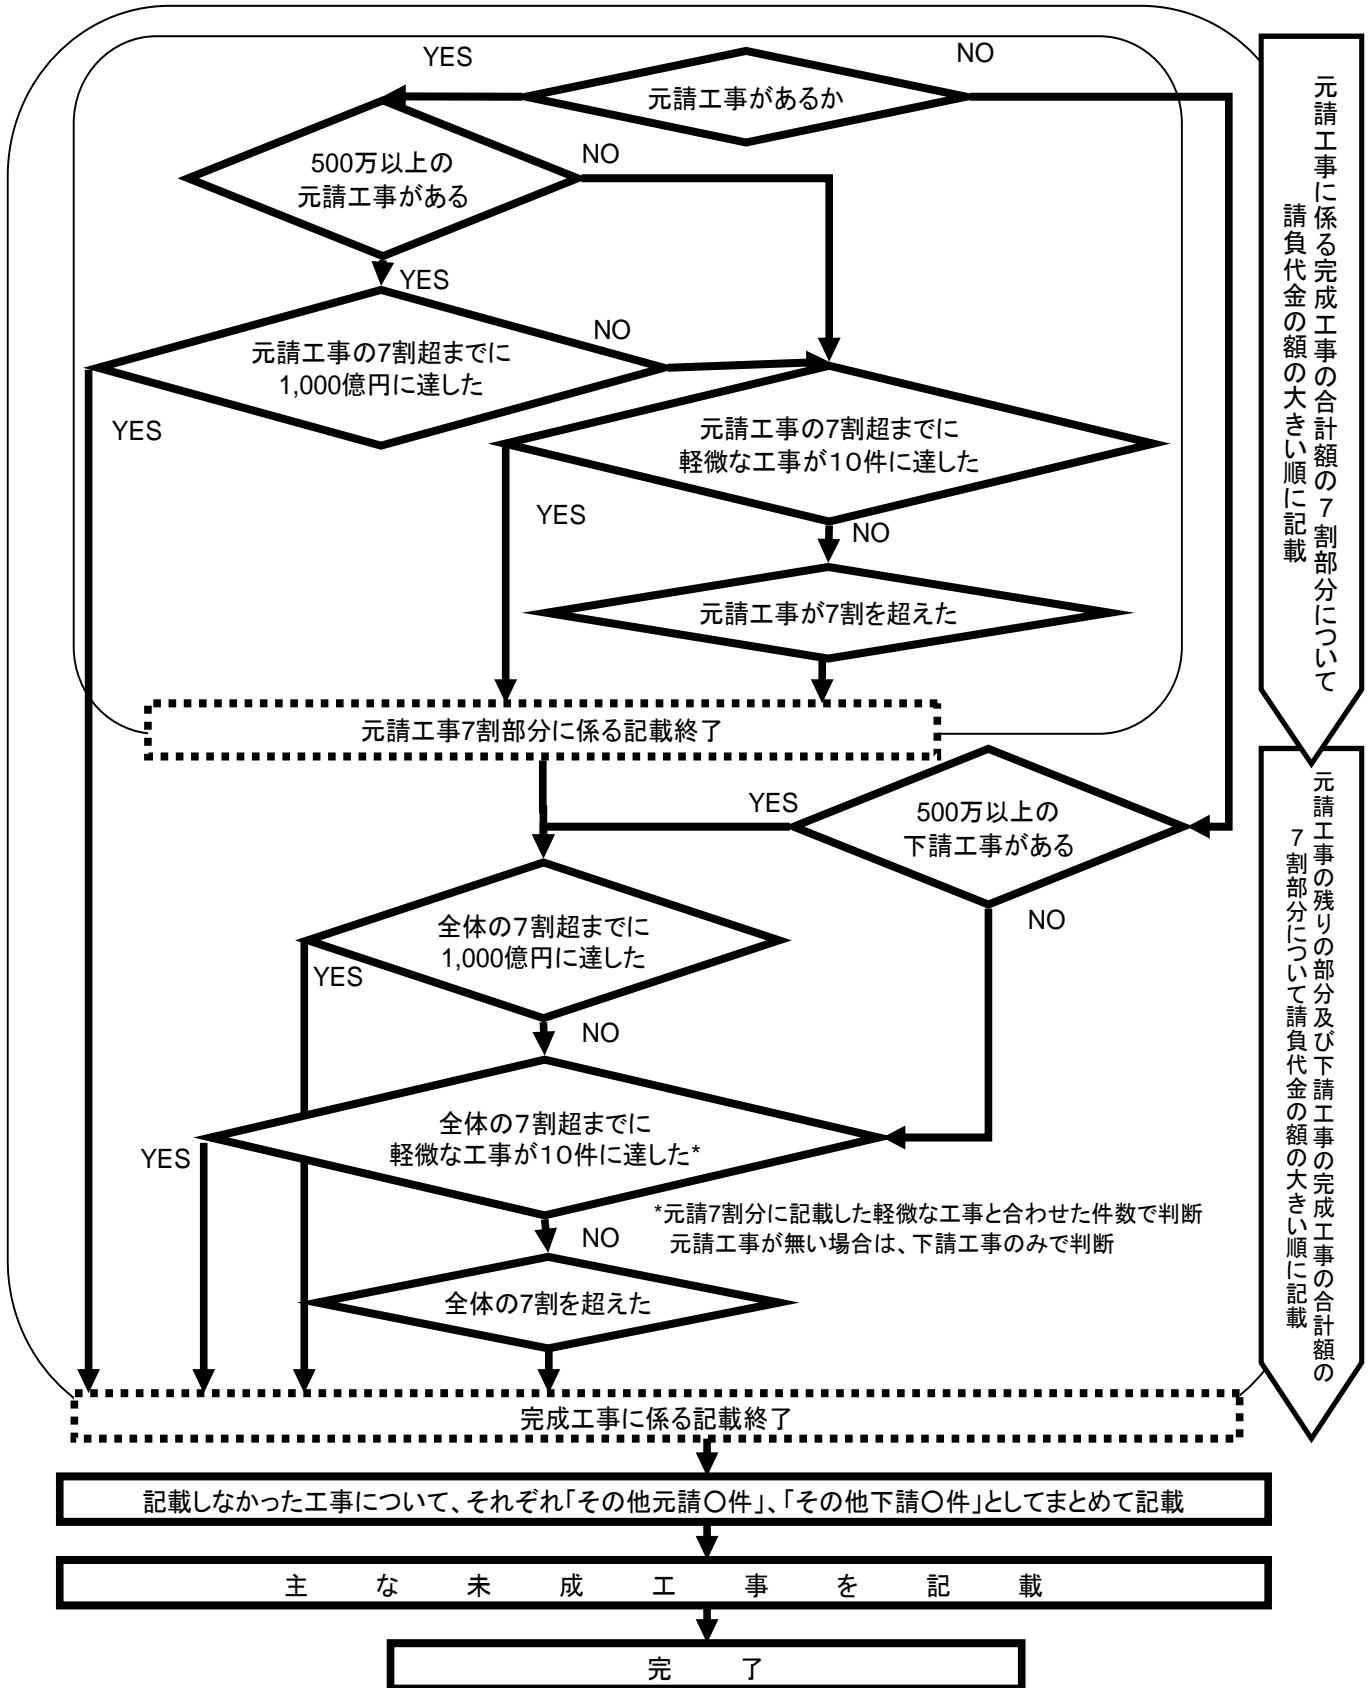 YES
元請工事があるか
NO
500万以上の
元請工事がある
NO
YES
元請工事の7割超までに
1,000億円に達した
NO
YES
元請工事の7割超までに
軽微な工事が10件に達した
YES
NO
元請工事が7割を超えた
元請工事7割部分に係る記載終了
元請工事に係る完成工事の合計額の7割部分について
請負代金の額の大きい順に記載
YES
500万以上の
下請工事がある
NO
全体の7割超までに
1,000億円に達した
YES
NO
全体の7割超までに
軽微な工事が10件に達した*
YES
*元請7割分に記載した軽微な工事と合わせた件数で判断
元請工事が無い場合は、下請工事のみで判断
NO
全体の7割を超えた
元請工事の残りの部分及び下請工事の完成工事の合計額の
7割部分について請負代金の額の大きい順に記載
完成工事に係る記載終了
記載しなかった工事について、それぞれ「その他元請〇件」、「その他下請〇件」としてまとめて記載
主な未成工事を記載
完了